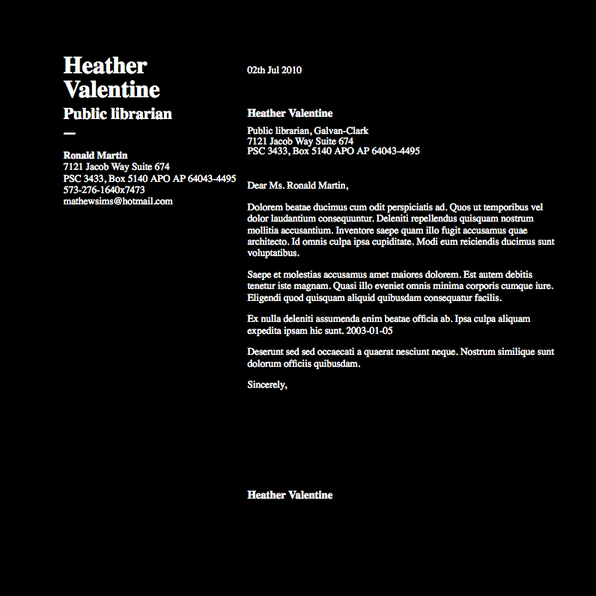 Heather
Valentine
Public librarian
Ronald Martin
7121 Jacob Way Suite 674
PSC 3433, Box 5140 APO AP 64043-4495
573-276-1640x7473
mathewsims@hotmail.com
02th Jul 2010
Heather Valentine
Public librarian, Galvan-Clark
7121 Jacob Way Suite 674
PSC 3433, Box 5140 APO AP 64043-4495
Dear Ms. Ronald Martin,
Dolorem beatae ducimus cum odit perspiciatis ad. Quos ut temporibus vel
dolor laudantium consequuntur. Deleniti repellendus quisquam nostrum
mollitia accusantium. Inventore saepe quam illo fugit accusamus quae
architecto. Id omnis culpa ipsa cupiditate. Modi eum reiciendis ducimus sunt
voluptatibus.
Saepe et molestias accusamus amet maiores dolorem. Est autem debitis
tenetur iste magnam. Quasi illo eveniet omnis minima corporis cumque iure.
Eligendi quod quisquam aliquid quibusdam consequatur facilis.
Ex nulla deleniti assumenda enim beatae officia ab. Ipsa culpa aliquam
expedita ipsam hic sunt. 2003-01-05
Deserunt sed sed occaecati a quaerat nesciunt neque. Nostrum similique sunt
dolorum officiis quibusdam.
Sincerely,
Heather Valentine